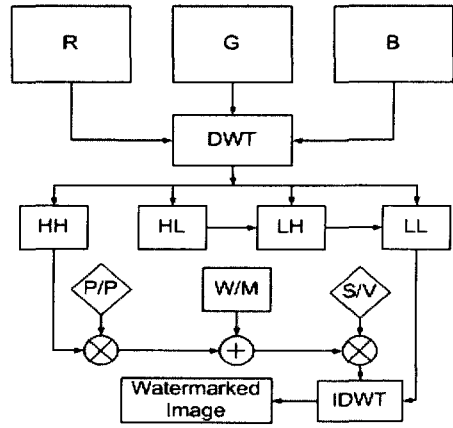 R
G
B
DWT
HH
HL
LH
LL
P/P
W/M
S/V
Watermarked
Image
IDWT